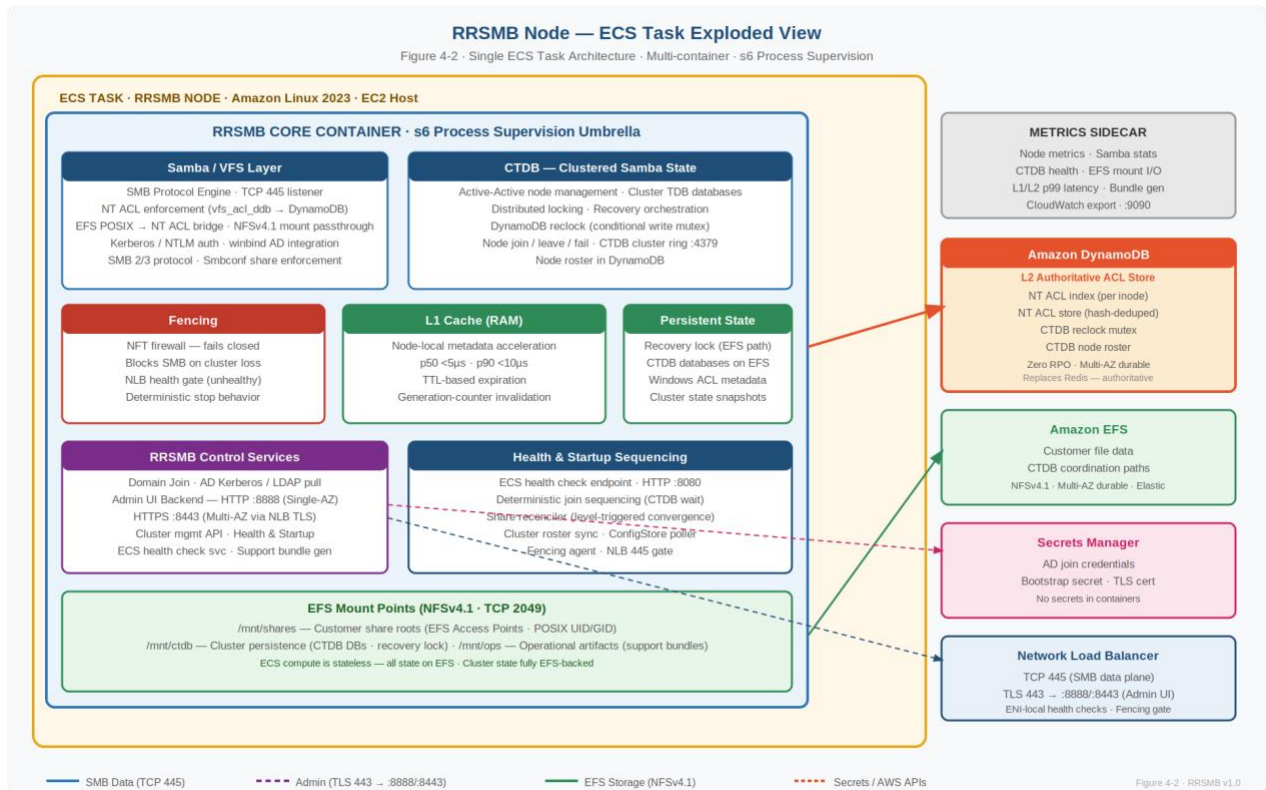 RRSMB Node — ECS Task Exploded View
Figure 4-2 · Single ECS Task Architecture · Multi-container · s6 Process Supervision
ECS TASK · RRSMB NODE · Amazon Linux 2023 · EC2 Host
RRSMB CORE CONTAINER · s6 Process Supervision Umbrella
Samba / VFS Layer
SMB Protocol Engine · TCP 445 listener
NT ACL enforcement (vfs_acl_ddb → DynamoDB)
EFS POSIX → NT ACL bridge · NFSv4.1 mount passthrough
Kerberos / NTLM auth · winbind AD integration
SMB 2/3 protocol · Smbconf share enforcement
CTDB — Clustered Samba State
Active-Active node management · Cluster TDB databases
Distributed locking · Recovery orchestration
DynamoDB reclock (conditional write mutex)
Node join / leave / fail · CTDB cluster ring :4379
Node roster in DynamoDB
Fencing
NFT firewall — fails closed
Blocks SMB on cluster loss
NLB health gate (unhealthy)
Deterministic stop behavior
L1 Cache (RAM)
Node-local metadata acceleration
p50 <5µs · p90 <10µs
TTL-based expiration
Generation-counter invalidation
Persistent State
Recovery lock (EFS path)
CTDB databases on EFS
Windows ACL metadata
Cluster state snapshots
RRSMB Control Services
Domain Join · AD Kerberos / LDAP pull
Admin UI Backend — HTTP :8888 (Single-AZ)
HTTPS :8443 (Multi-AZ via NLB TLS)
Cluster mgmt API · Health & Startup
ECS health check svc · Support bundle gen
Health & Startup Sequencing
ECS health check endpoint · HTTP :8080
Deterministic join sequencing (CTDB wait)
Share reconciler (level-triggered convergence)
Cluster roster sync · ConfigStore poller
Fencing agent · NLB 445 gate
EFS Mount Points (NFSv4.1 · TCP 2049)
/mnt/shares — Customer share roots (EFS Access Points · POSIX UID/GID)
/mnt/ctdb — Cluster persistence (CTDB DBs · recovery lock) · /mnt/ops — Operational artifacts (support bundles)
ECS compute is stateless — all state on EFS · Cluster state fully EFS-backed
METRICS SIDECAR
Node metrics · Samba stats
CTDB health · EFS mount I/O
L1/L2 p99 latency · Bundle gen
CloudWatch export · :9090
Amazon DynamoDB
L2 Authoritative ACL Store
NT ACL index (per inode)
NT ACL store (hash-deduped)
CTDB reclock mutex
CTDB node roster
Zero RPO · Multi-AZ durable
Replaces Redis — authoritative
Amazon EFS
Customer file data
CTDB coordination paths
NFSv4.1 · Multi-AZ durable · Elastic
Secrets Manager
AD join credentials
Bootstrap secret · TLS cert
No secrets in containers
Network Load Balancer
TCP 445 (SMB data plane)
TLS 443 → :8888/:8443 (Admin UI)
ENI-local health checks · Fencing gate
SMB Data (TCP 445)
Admin (TLS 443 → :8888/:8443)
EFS Storage (NFSv4.1)
Secrets / AWS APIs
Figure 4-2 · RRSMB v1.0